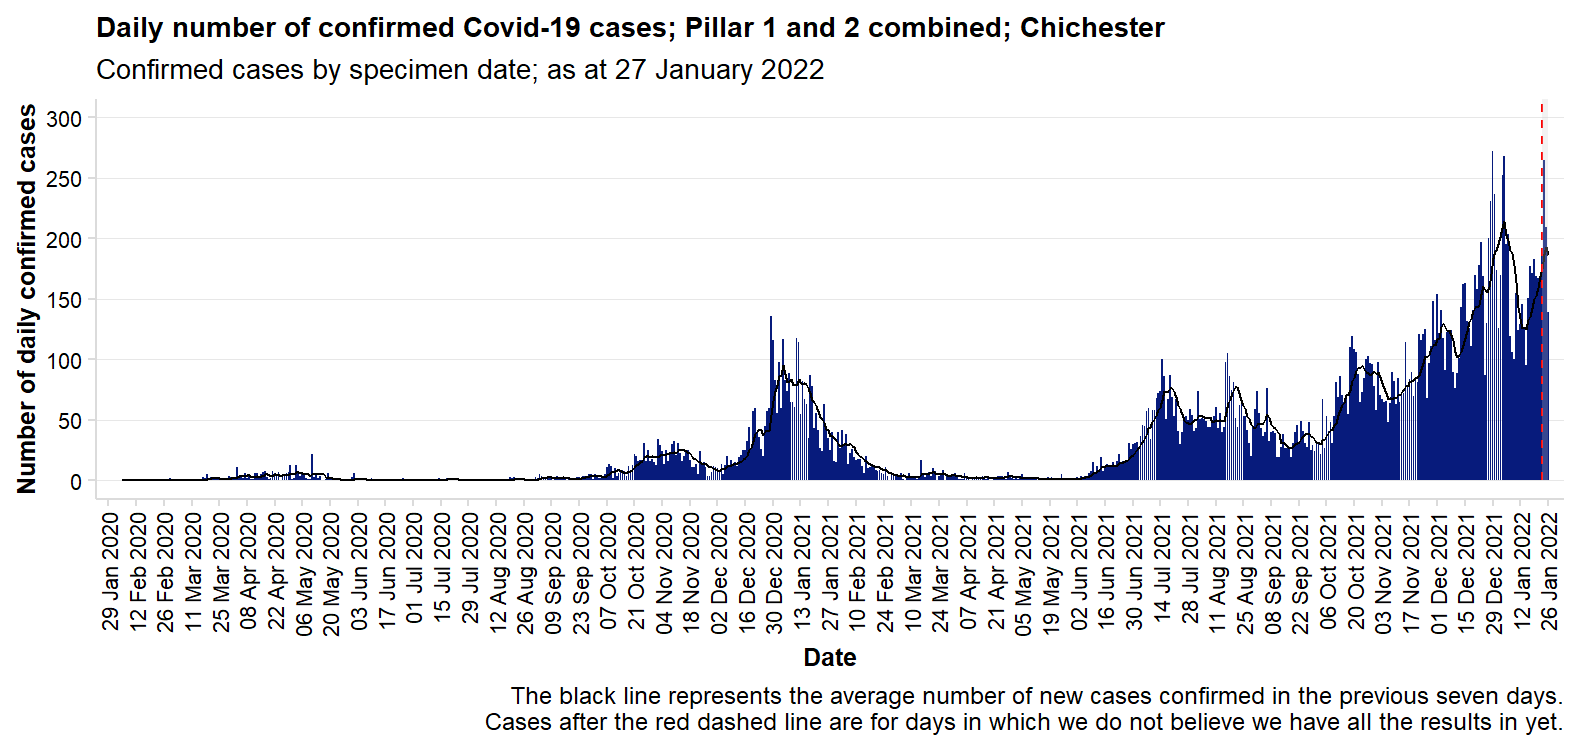 Daily number of confirmed Covid-19 cases; Pillar 1 and 2 combined; Chichester
Confirmed cases by specimen date; as at 27 January 2022
Number of daily confirmed cases
300
250
200
150
100
50
0
29 Jan 2020
12 Feb 2020
26 Feb 2020
11 Mar 2020
25 Mar 2020
08 Apr 2020
22 Apr 2020
06 May 2020
20 May 2020
03 Jun 2020
17 Jun 2020
01 Jul 2020
15 Jul 2020
29 Jul 2020
12 Aug 2020
26 Aug 2020
09 Sep 2020
23 Sep 2020
07 Oct 2020
21 Oct 2020
04 Nov 2020
18 Nov 2020
02 Dec 2020
16 Dec 2020
30 Dec 2020
13 Jan 2021
27 Jan 2021
10 Feb 2021
24 Feb 2021
10 Mar 2021
24 Mar 2021
07 Apr 2021
21 Apr 2021
05 May 2021
19 May 2021
02 Jun 2021
16 Jun 2021
30 Jun 2021
14 Jul 2021
28 Jul 2021
11 Aug 2021
25 Aug 2021
08 Sep 2021
22 Sep 2021
06 Oct 2021
20 Oct 2021
03 Nov 2021
17 Nov 2021
01 Dec 2021
15 Dec 2021
29 Dec 2021
12 Jan 2022
26 Jan 2022
Date
The black line represents the average number of new cases confirmed in the previous seven days.
Cases after the red dashed line are for days in which we do not believe we have all the results in yet.